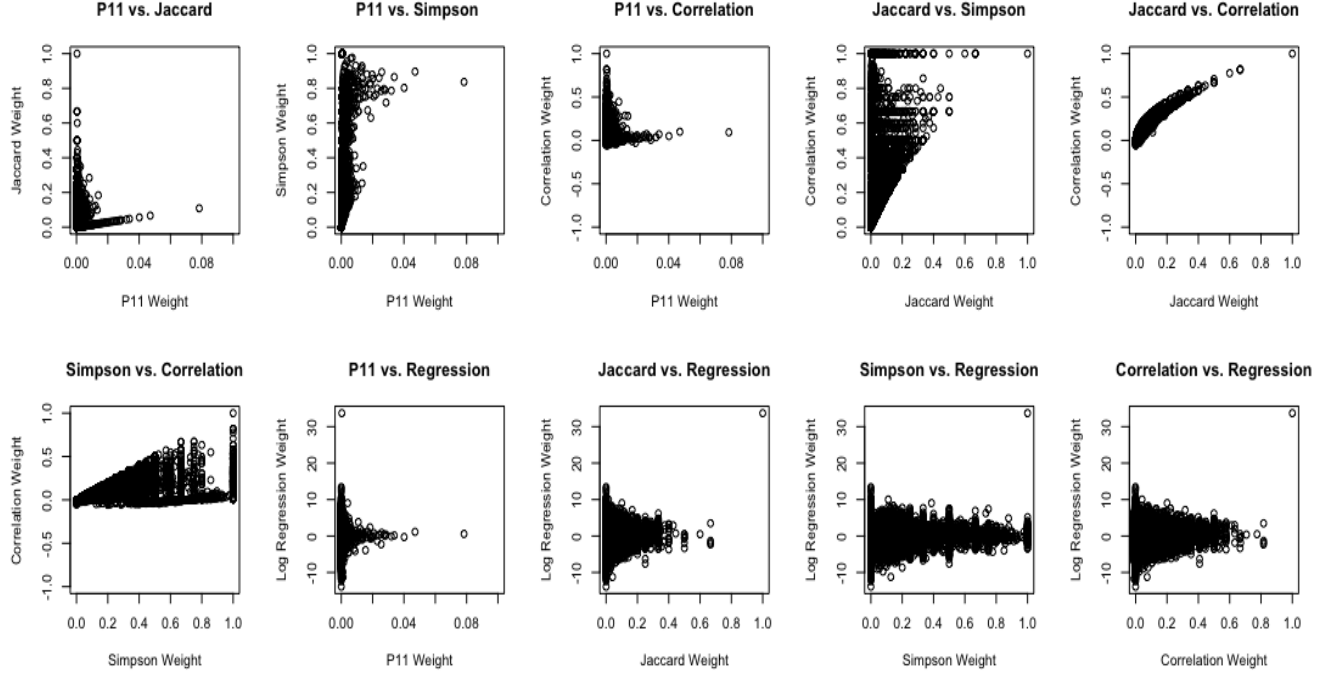 P11 vs. Jaccard
Jaccard Weight
1.0
0.8
0.6
0.4
0.2
0.0
0.00 0.04 0.08
P11 Weight
P11 vs. Simpson
Simpson Weight
1.0
0.8
0.6
0.4
0.2
0.0
0.00 0.04 0.08
P11 Weight
P11 vs. Correlation
Correlation Weight
1.0
0.5
0.0
-0.5
-1.0
0.00 0.04 0.08
P11 Weight
Jaccard vs. Simpson
Correlation Weight
1.0
0.8
0.6
0.4
0.2
0.0
0.0 0.2 0.4 0.6 0.8 1.0
Jaccard Weight
Jaccard vs. Correlation
Correlation Weight
1.0
0.5
0.0
-0.5
-1.0
0.0 0.2 0.4 0.6 0.8 1.0
Jaccard Weight
Simpson vs. Correlation
Correlation Weight
1.0
0.5
0.0
-0.5
-1.0
0.0 0.2 0.4 0.6 0.8 1.0
Simpson Weight
P11 vs. Regression
Log Regression Weight
30
20
10
0
-10
0.00 0.04 0.08
P11 Weight
Jaccard vs. Regression
Log Regression Weight
30
20
10
0
-10
0.0 0.2 0.4 0.6 0.8 1.0
Jaccard Weight
Simpson vs. Regression
Log Regression Weight
30
20
10
0
-10
0.0 0.2 0.4 0.6 0.8 1.0
Simpson Weight
Correlation vs. Regression
Log Regression Weight
30
20
10
0
-10
0.0 0.2 0.4 0.6 0.8 1.0
Correlation Weight